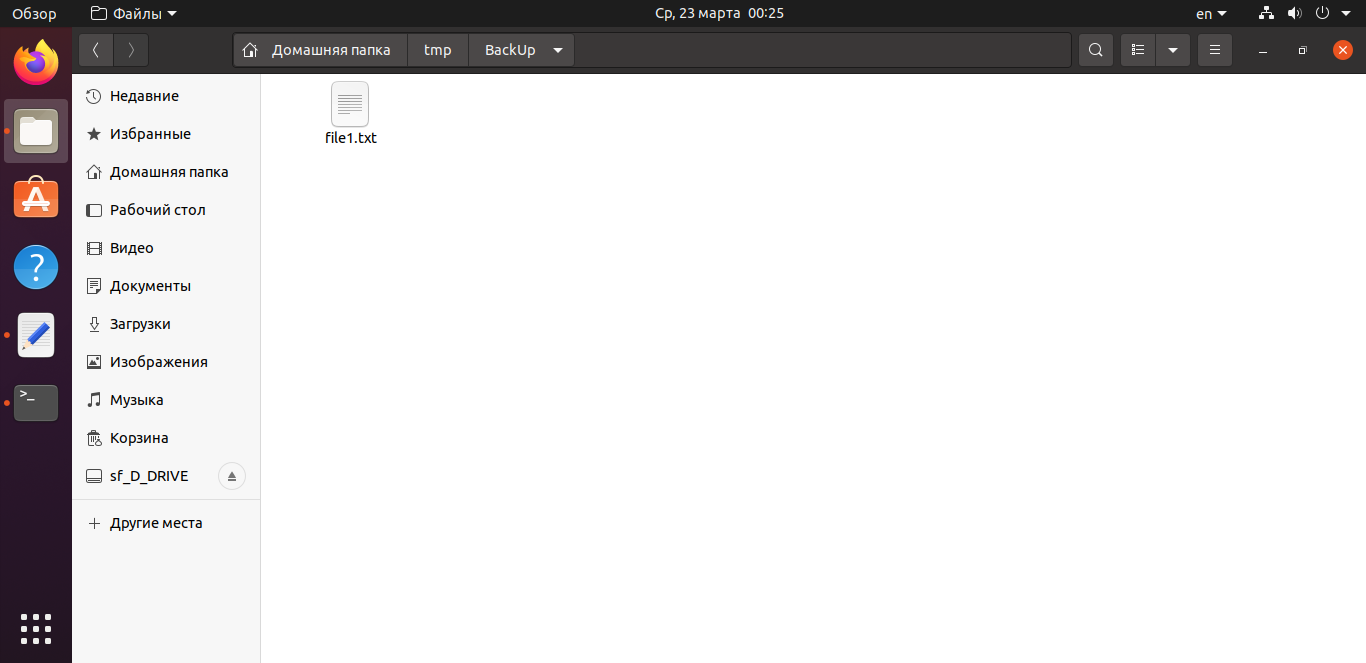 Обзор Файлы Ср, 23 марта 00:25 en
Домашняя папка tmp BackUp
Недавние
Избранные
Домашняя папка
Рабочий стол
Видео
Документы
Загрузки
Изображения
Музыка
Корзина
sf_D_DRIVE
Другие места
file1.txt